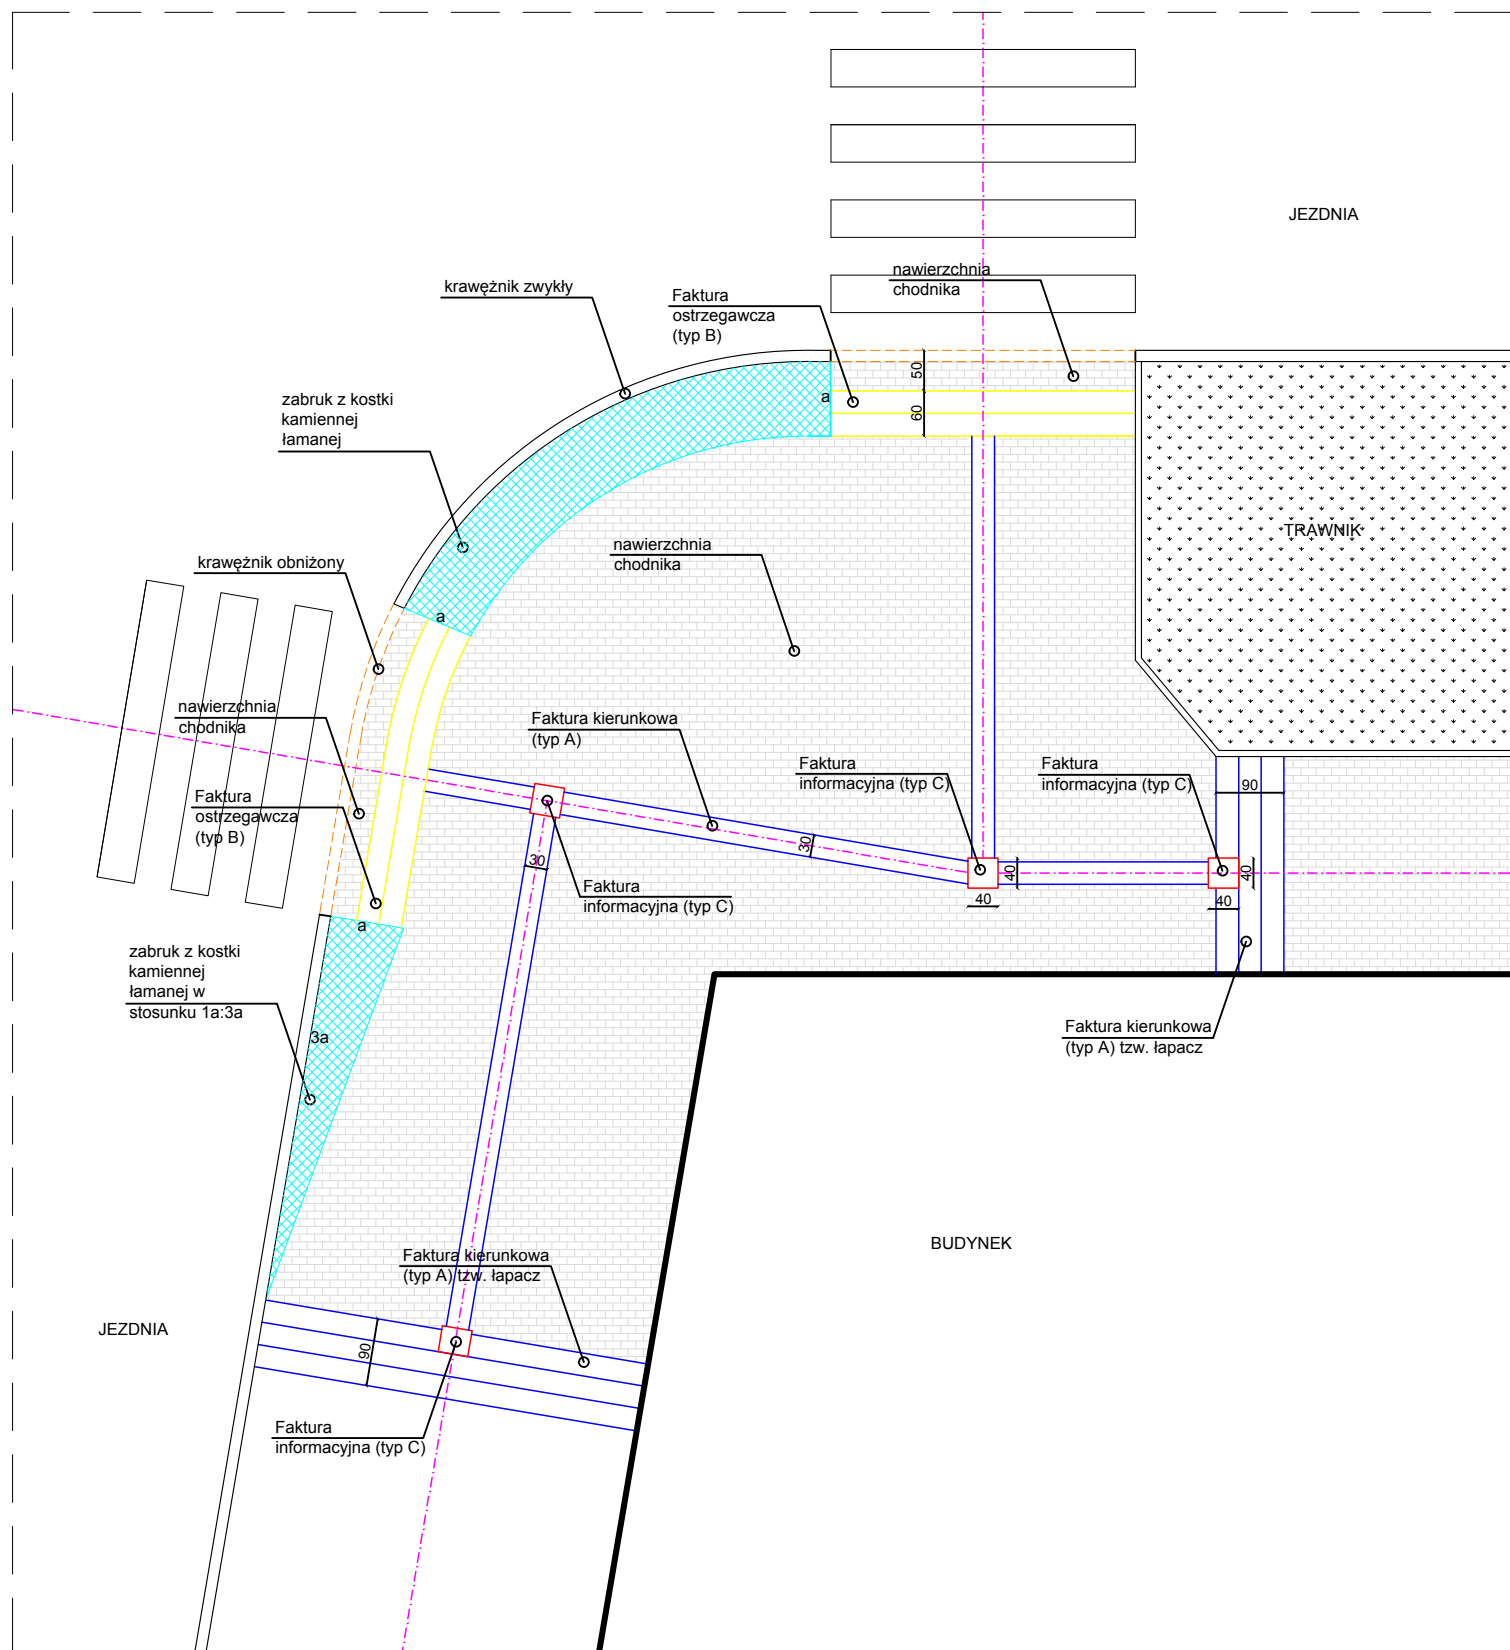 JEZDNIA
nawierzchnia
chodnika
krawężnik zwykły
Faktura
ostrzegawcza
(typ B)
50
60
a
zabruk z kostki
kamiennej
łamanej
TRAWNIK
nawierzchnia
chodnika
krawężnik obniżony
a
nawierzchnia
chodnika
Faktura kierunkowa
(typ A)
Faktura
informacyjna (typ C)
Faktura
informacyjna (typ C)
90
Faktura
ostrzegawcza
(typ B)
30
30
40
40
40
40
Faktura
informacyjna (typ C)
a
zabruk z kostki
kamiennej
łamanej w
stosunku 1a:3a
3a
Faktura kierunkowa
(typ A) tzw. łapacz
BUDYNEK
Faktura kierunkowa
(typ A) tzw. łapacz
JEZDNIA
90
Faktura
informacyjna (typ C)